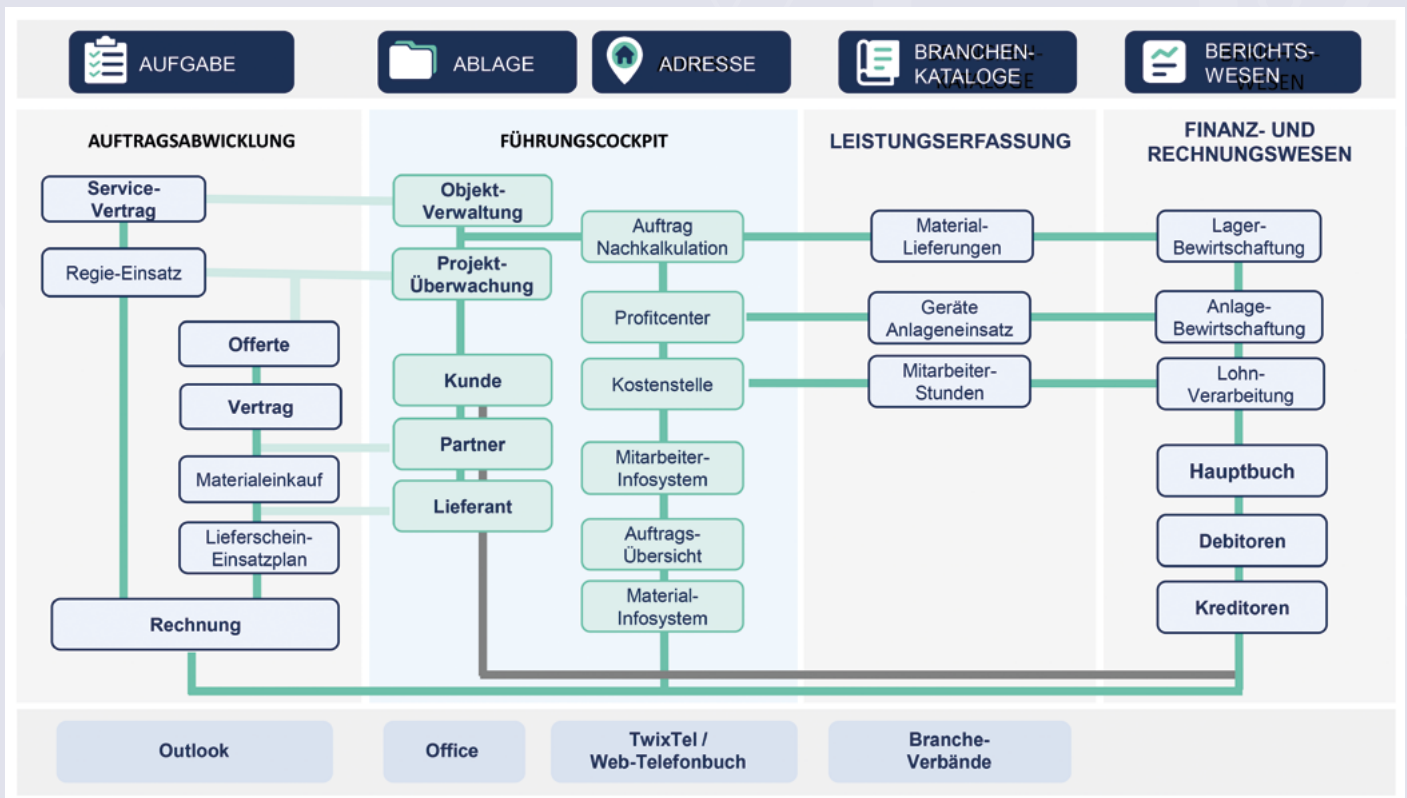 AUFGABE
ABLAGE
ADRESSE
BRANCHEN-
KATALOGE
BERICHTS-
WESEN
AUFTRAGSABWICKLUNG
Service-
Vertrag
Regie-Einsatz
Offerte
Vertrag
Materialeinkauf
Lieferschein-
Einsatzplan
Rechnung
FÜHRUNGSCOCKPIT
Objekt-
Verwaltung
Projekt-
Überwachung
Kunde
Partner
Lieferant
Auftrag
Nachkalkulation
Profitcenter
Kostenstelle
Mitarbeiter-
Infosystem
Auftrags-
Übersicht
Material-
Infosystem
LEISTUNGSERFASSUNG
Material-
Lieferungen
Geräte
Anlageneinsatz
Mitarbeiter-
Stunden
FINANZ- UND
RECHNUNGSWESEN
Lager-
Bewirtschaftung
Anlage-
Bewirtschaftung
Lohn-
Verarbeitung
Hauptbuch
Debitoren
Kreditoren
Outlook
Office
TwixTel /
Web-Telefonbuch
Branche-
Verbände